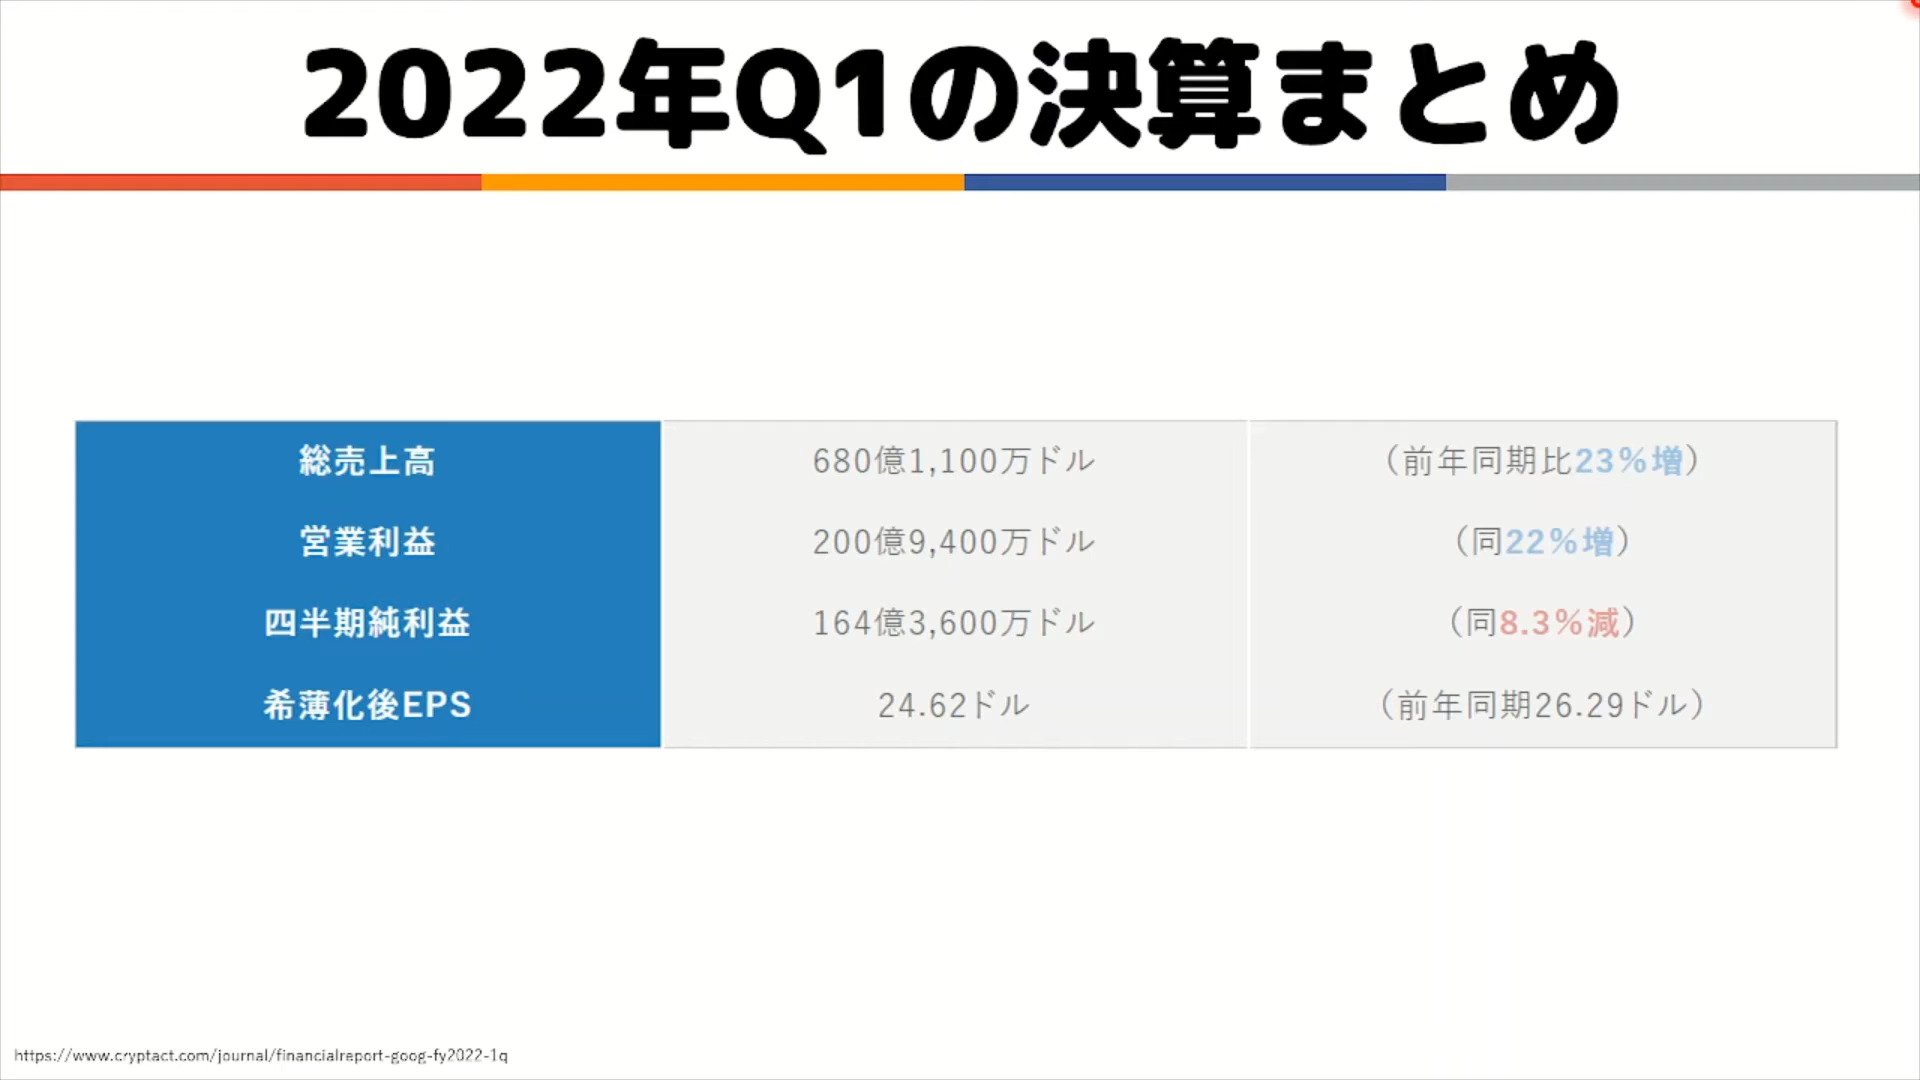 2022年Q1の決算まとめ
総売上高 680億1,100万ドル （前年同期比23%増）
営業利益 200億9,400万ドル （同22%増）
四半期純利益 164億3,600万ドル （同8.3%減）
希薄化後EPS 24.62ドル （前年同期26.29ドル）
https://www.cryptact.com/journal/financialreport-goog-fy2022-1q